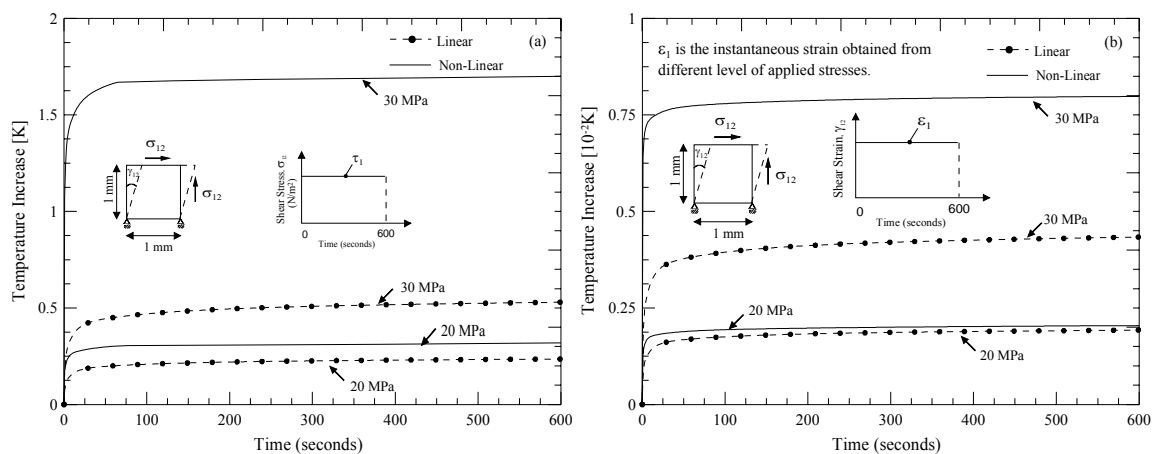 2
1.5
1
0.5
0
Temperature Increase [K]
0 100 200 300 400 500 600
Time (seconds)
Linear
Non-Linear
(a)
30 MPa
30 MPa
20 MPa
20 MPa
σ12
γ12
σ12
1 mm
1 mm
τ1
Shear Stress, σ12
(N/m²)
600
Time (seconds)
1
0.75
0.5
0.25
0
Temperature Increase [10⁻²K]
0 100 200 300 400 500 600
Time (seconds)
ε1 is the instantaneous strain obtained from
different level of applied stresses.
Linear
Non-Linear
(b)
30 MPa
30 MPa
20 MPa
20 MPa
σ12
γ12
σ12
1 mm
1 mm
ε1
Shear Strain, γ12
600
Time (seconds)